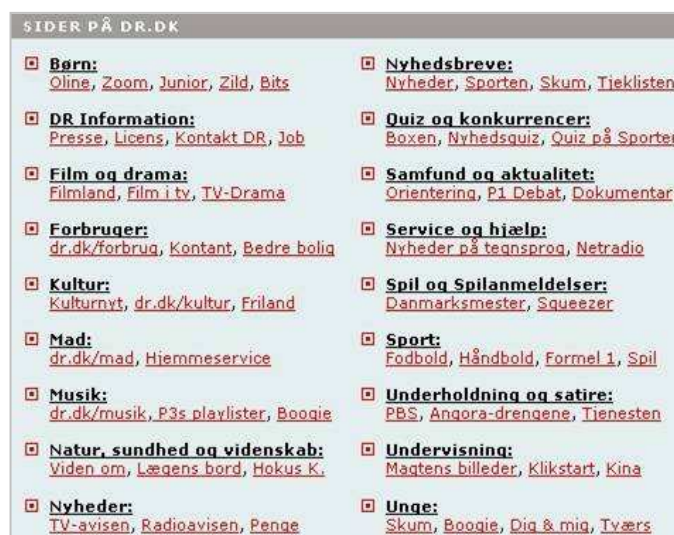 SIDER PÅ DR.DK
Børn:
Oline, Zoom, Junior, Zild, Bits
DR Information:
Presse, Licens, Kontakt DR, Job
Film og drama:
Filmland, Film i tv, TV-Drama
Forbruger:
dr.dk/forbrug, Kontant, Bedre bolig
Kultur:
Kulturnyt, dr.dk/kultur, Friland
Mad:
dr.dk/mad, Hjemmeservice
Musik:
dr.dk/musik, P3s playlister, Boogie
Natur, sundhed og videnskab:
Viden om, Lægens bord, Hokus K.
Nyheder:
TV-avisen, Radioavisen, Penge
Nyhedsbreve:
Nyheder, Sporten, Skum, Tjeklisten
Quiz og konkurrencer:
Boxen, Nyhedsquiz, Quiz på Sporten
Samfund og aktualitet:
Orientering, P1 Debat, Dokumentar
Service og hjælp:
Nyheder på tegnsprog, Netradio
Spil og Spilanmeldelser:
Danmarksmester, Squeezer
Sport:
Fodbold, Håndbold, Formel 1, Spil
Underholdning og satire:
PBS, Angora-drengene, Tjenesten
Undervisning:
Magtens billeder, Klikstart, Kina
Unge:
Skum, Boogie, Dig & mig, Tværs